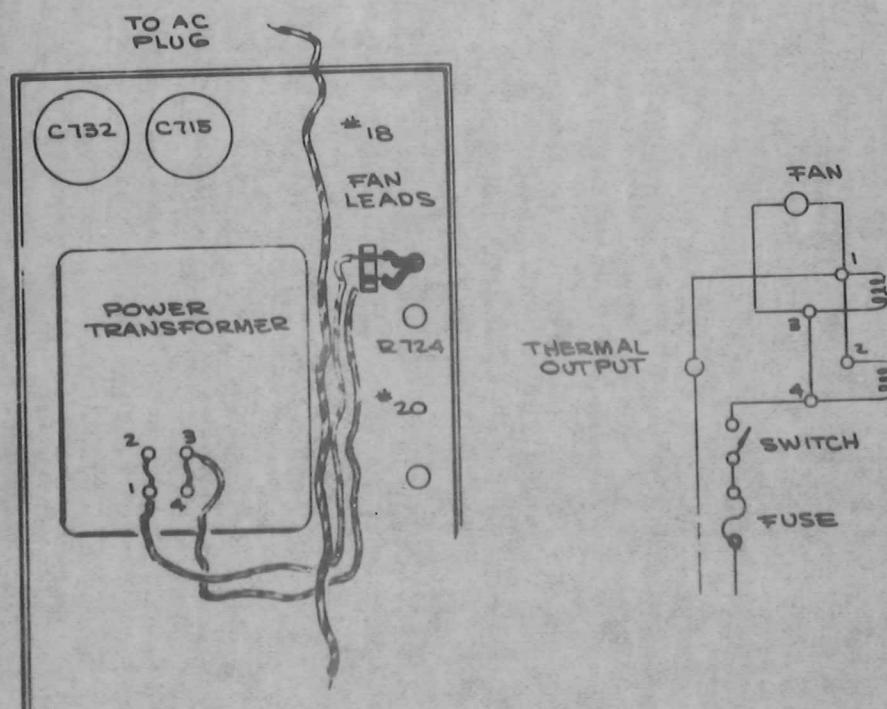 TO AC
PLUG
C732
C715
#18
FAN
LEADS
POWER
TRANSFORMER
R724
#20
2
3
1
4
FAN
1
3
2
THERMAL
OUTPUT
4
SWITCH
FUSE